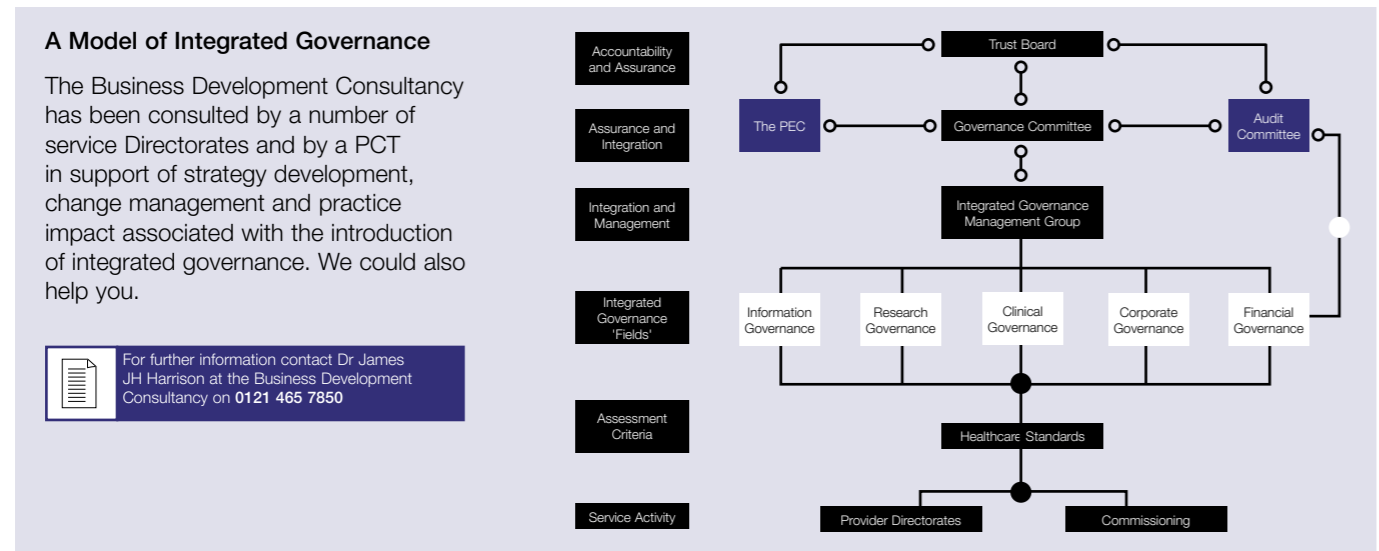 A Model of Integrated Governance
The Business Development Consultancy
has been consulted by a number of
service Directorates and by a PCT
in support of strategy development,
change management and practice
impact associated with the introduction
of integrated governance. We could also
help you.
For further information contact Dr James
JH Harrison at the Business Development
Consultancy on 0121 465 7850
Accountability
and Assurance
Trust Board
Assurance and
Integration
The PEC
Governance Committee
Audit
Committee
Integration and
Management
Integrated Governance
Management Group
Integrated
Governance
'Fields'
Information
Governance
Research
Governance
Clinical
Governance
Corporate
Governance
Financial
Governance
Assessment
Criteria
Healthcare Standards
Service Activity
Provider Directorates
Commissioning